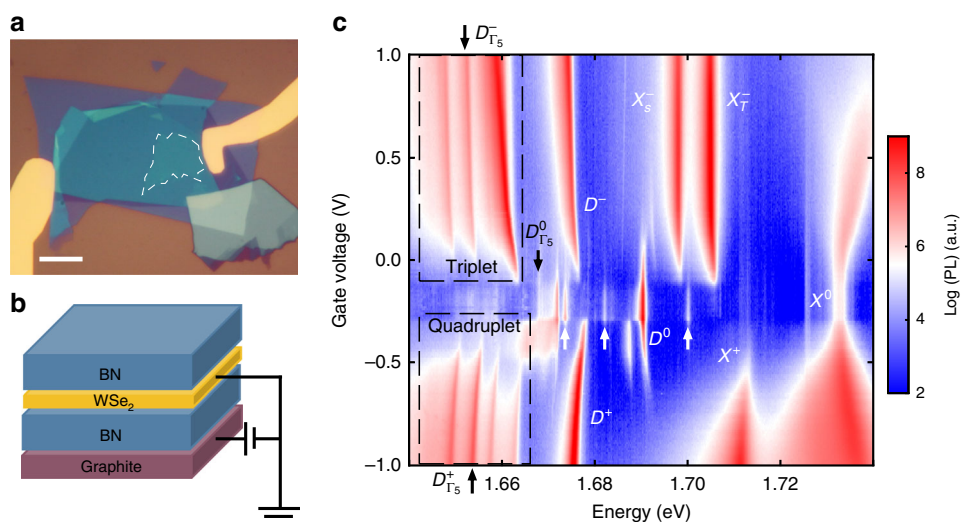 a
b
BN
WSe₂
BN
Graphite
c
D⁻Γ₅
1.0
0.5
0.0
−0.5
−1.0
Gate voltage (V)
Xₛ⁻
X_T⁻
D⁻
D⁰Γ₅
Triplet
Quadruplet
D⁰
X⁰
X⁺
D⁺
D⁺Γ₅
1.66
1.68
1.70
1.72
Energy (eV)
8
6
4
2
Log (PL) (a.u.)